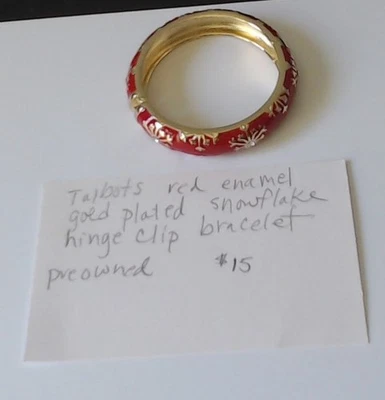 Talbots red enamel
gold plated snowflake
hinge clip bracelet
preowned $15